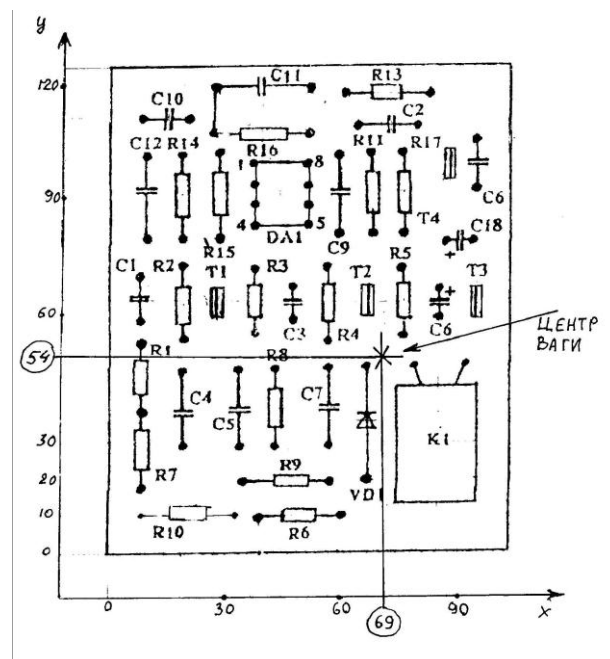 y
120
C11
R13
C10
C2
R16
C12
R14
R11
R17
1
8
C6
90
T4
4
5
C18
R15
DA1
C9
+
C1
R2
T1
R3
T2
R5
T3
+
60
C3
R4
C6
ЦЕНТР
ВАГИ
54
R1
R8
C4
C5
C7
30
K1
R7
R9
20
VD1
10
R10
R6
0
0
30
60
90
x
69